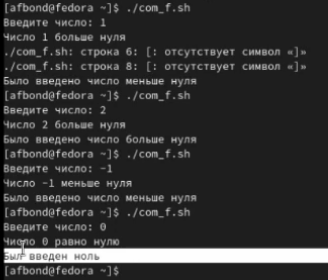 [afbond@fedora ~]$ ./com_f.sh
Введите число: 1
Число 1 больше нуля
./com_f.sh: строка 6: [: отсутствует символ «]»
./com_f.sh: строка 8: [: отсутствует символ «]»
Было введено число меньше нуля
[afbond@fedora ~]$ ./com_f.sh
Введите число: 2
Число 2 больше нуля
Было введено число больше нуля
[afbond@fedora ~]$ ./com_f.sh
Введите число: -1
Число -1 меньше нуля
Было введено число меньше нуля
[afbond@fedora ~]$ ./com_f.sh
Введите число: 0
Число 0 равно нулю
Был введен ноль
[afbond@fedora ~]$